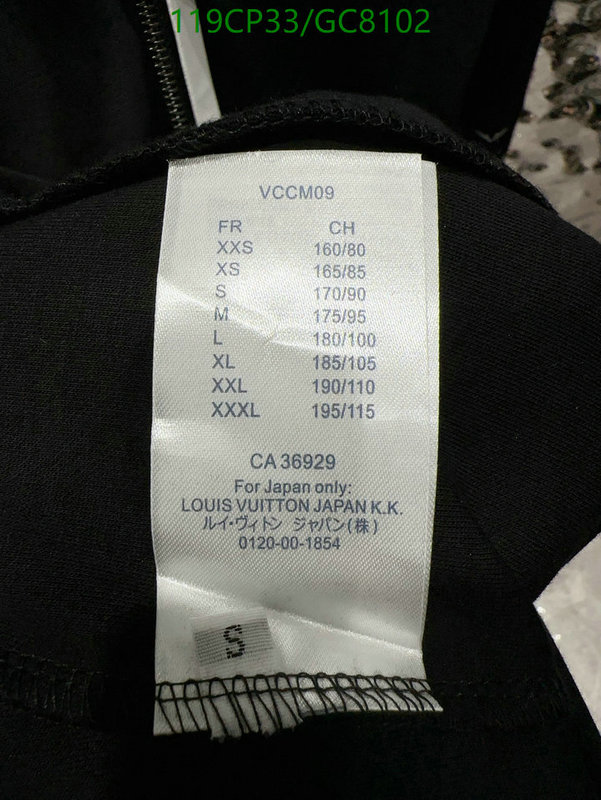 119CP33/GC8102
VCCM09
FR CH
XXS 160/80
XS 165/85
S 170/90
M 175/95
L 180/100
XL 185/105
XXL 190/110
XXXL 195/115
CA 36929
For Japan only:
LOUIS VUITTON JAPAN K.K.
ルイ・ヴィトン ジャパン(株)
0120-00-1854
S